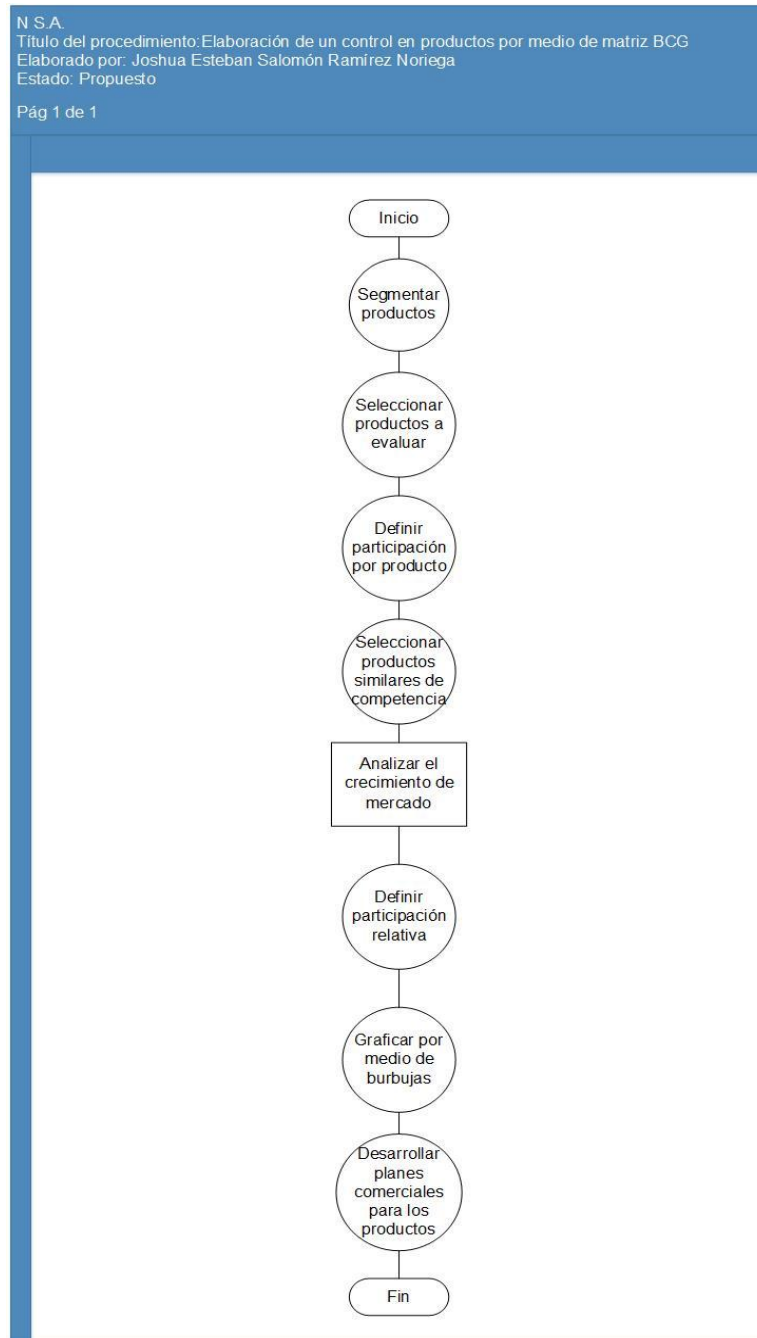 N S.A.
Título del procedimiento:Elaboración de un control en productos por medio de matriz BCG
Elaborado por: Joshua Esteban Salomón Ramírez Noriega
Estado: Propuesto
Pág 1 de 1
Inicio
Segmentar
productos
Seleccionar
productos a
evaluar
Definir
participación
por producto
Seleccionar
productos
similares de
competencia
Analizar el
crecimiento de
mercado
Definir
participación
relativa
Graficar por
medio de
burbujas
Desarrollar
planes
comerciales
para los
productos
Fin